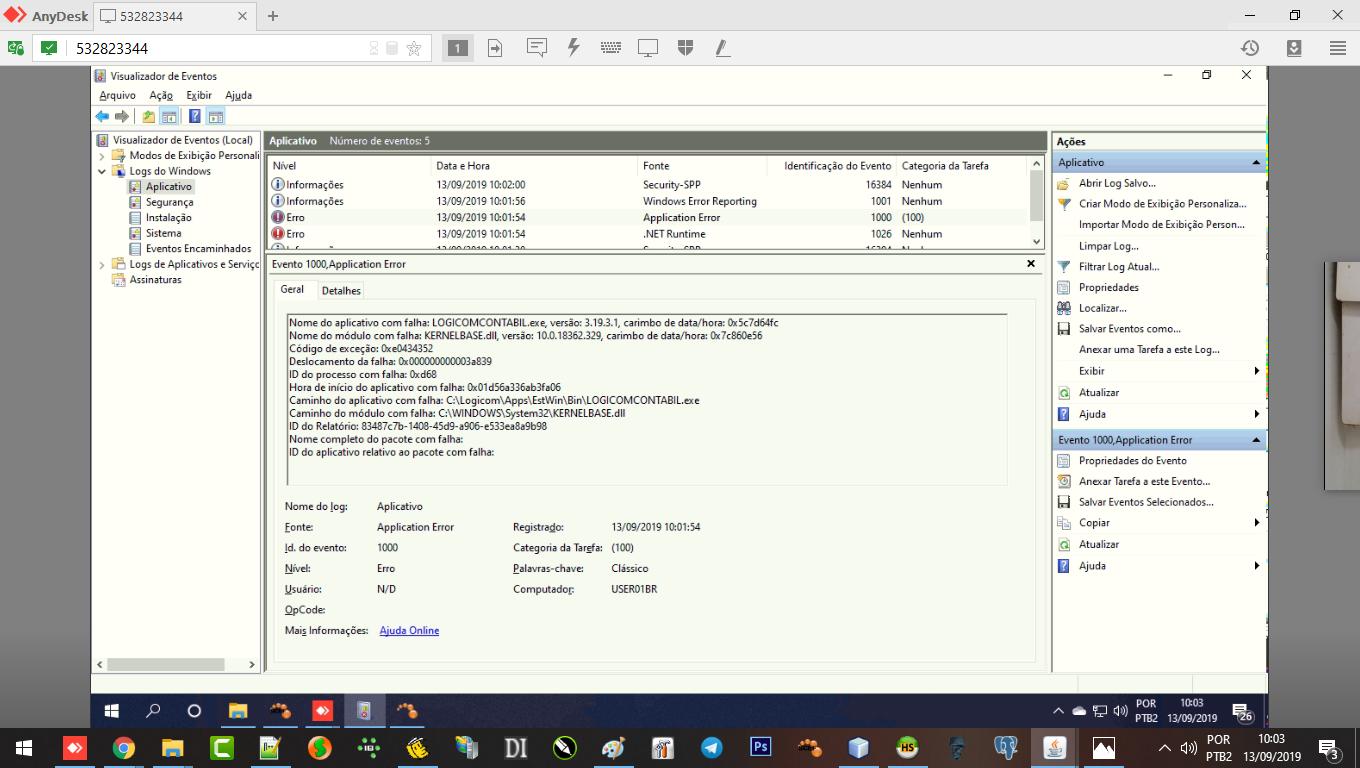 AnyDesk
532823344
532823344
1
Visualizador de Eventos
Arquivo Ação Exibir Ajuda
Visualizador de Eventos (Local)
Modos de Exibição Personali
Logs do Windows
Aplicativo
Segurança
Instalação
Sistema
Eventos Encaminhados
Logs de Aplicativos e Serviço
Assinaturas
Aplicativo Número de eventos: 5
Nível Data e Hora Fonte Identificação do Evento Categoria da Tarefa
Informações 13/09/2019 10:02:00 Security-SPP 16384 Nenhum
Informações 13/09/2019 10:01:56 Windows Error Reporting 1001 Nenhum
Erro 13/09/2019 10:01:54 Application Error 1000 (100)
Erro 13/09/2019 10:01:54 .NET Runtime 1026 Nenhum
Evento 1000,Application Error
Geral Detalhes
Nome do aplicativo com falha: LOGICOMCONTABIL.exe, versão: 3.19.3.1, carimbo de data/hora: 0x5c7d64fc
Nome do módulo com falha: KERNELBASE.dll, versão: 10.0.18362.329, carimbo de data/hora: 0x7c860e56
Código de exceção: 0xe0434352
Deslocamento da falha: 0x000000000003a839
ID do processo com falha: 0xd68
Hora de início do aplicativo com falha: 0x01d56a336ab3fa06
Caminho do aplicativo com falha: C:\Logicom\Apps\EstWin\Bin\LOGICOMCONTABIL.exe
Caminho do módulo com falha: C:\WINDOWS\System32\KERNELBASE.dll
ID do Relatório: 83487c7b-1408-45d9-a906-e533ea8a9b98
Nome completo do pacote com falha:
ID do aplicativo relativo ao pacote com falha:
Nome do log: Aplicativo
Fonte: Application Error Registrado: 13/09/2019 10:01:54
Id. do evento: 1000 Categoria da Tarefa: (100)
Nível: Erro Palavras-chave: Clássico
Usuário: N/D Computador: USER01BR
OpCode:
Mais Informações: Ajuda Online
Ações
Aplicativo
Abrir Log Salvo...
Criar Modo de Exibição Personaliza...
Importar Modo de Exibição Person...
Limpar Log...
Filtrar Log Atual...
Propriedades
Localizar...
Salvar Eventos como...
Anexar uma Tarefa a este Log...
Exibir
Atualizar
Ajuda
Evento 1000,Application Error
Propriedades do Evento
Anexar Tarefa a este Evento...
Salvar Eventos Selecionados...
Copiar
Atualizar
Ajuda
POR
PTB2
10:03
13/09/2019
26
DI
Ps
HS
POR
PTB2
10:03
13/09/2019
3